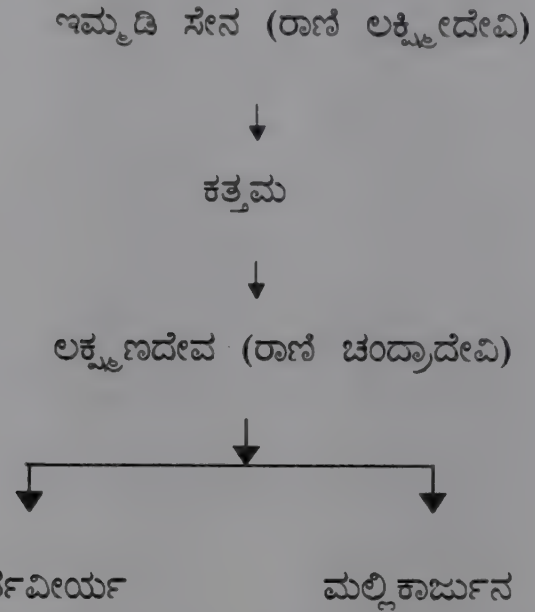 ಇಮ್ಮಡಿ ಸೇನ (ರಾಣಿ ಲಕ್ಷ್ಮೀದೇವಿ)
ಕತ್ತಮ
ಲಕ್ಷ್ಮಣದೇವ (ರಾಣಿ ಚಂದ್ರಾದೇವಿ)
ಮಲ್ಲಿಕಾರ್ಜುನ